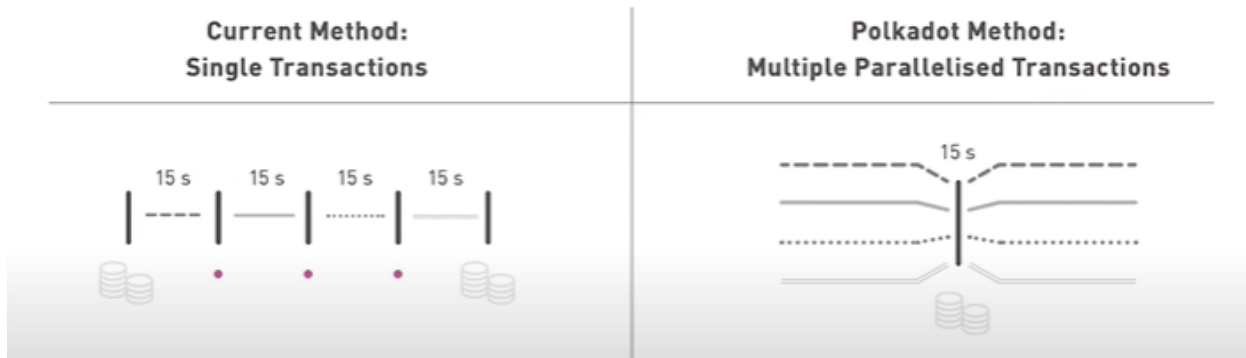 Current Method:
Single Transactions
Polkadot Method:
Multiple Parallelised Transactions
15 s
15 s
15 s
15 s
15 s